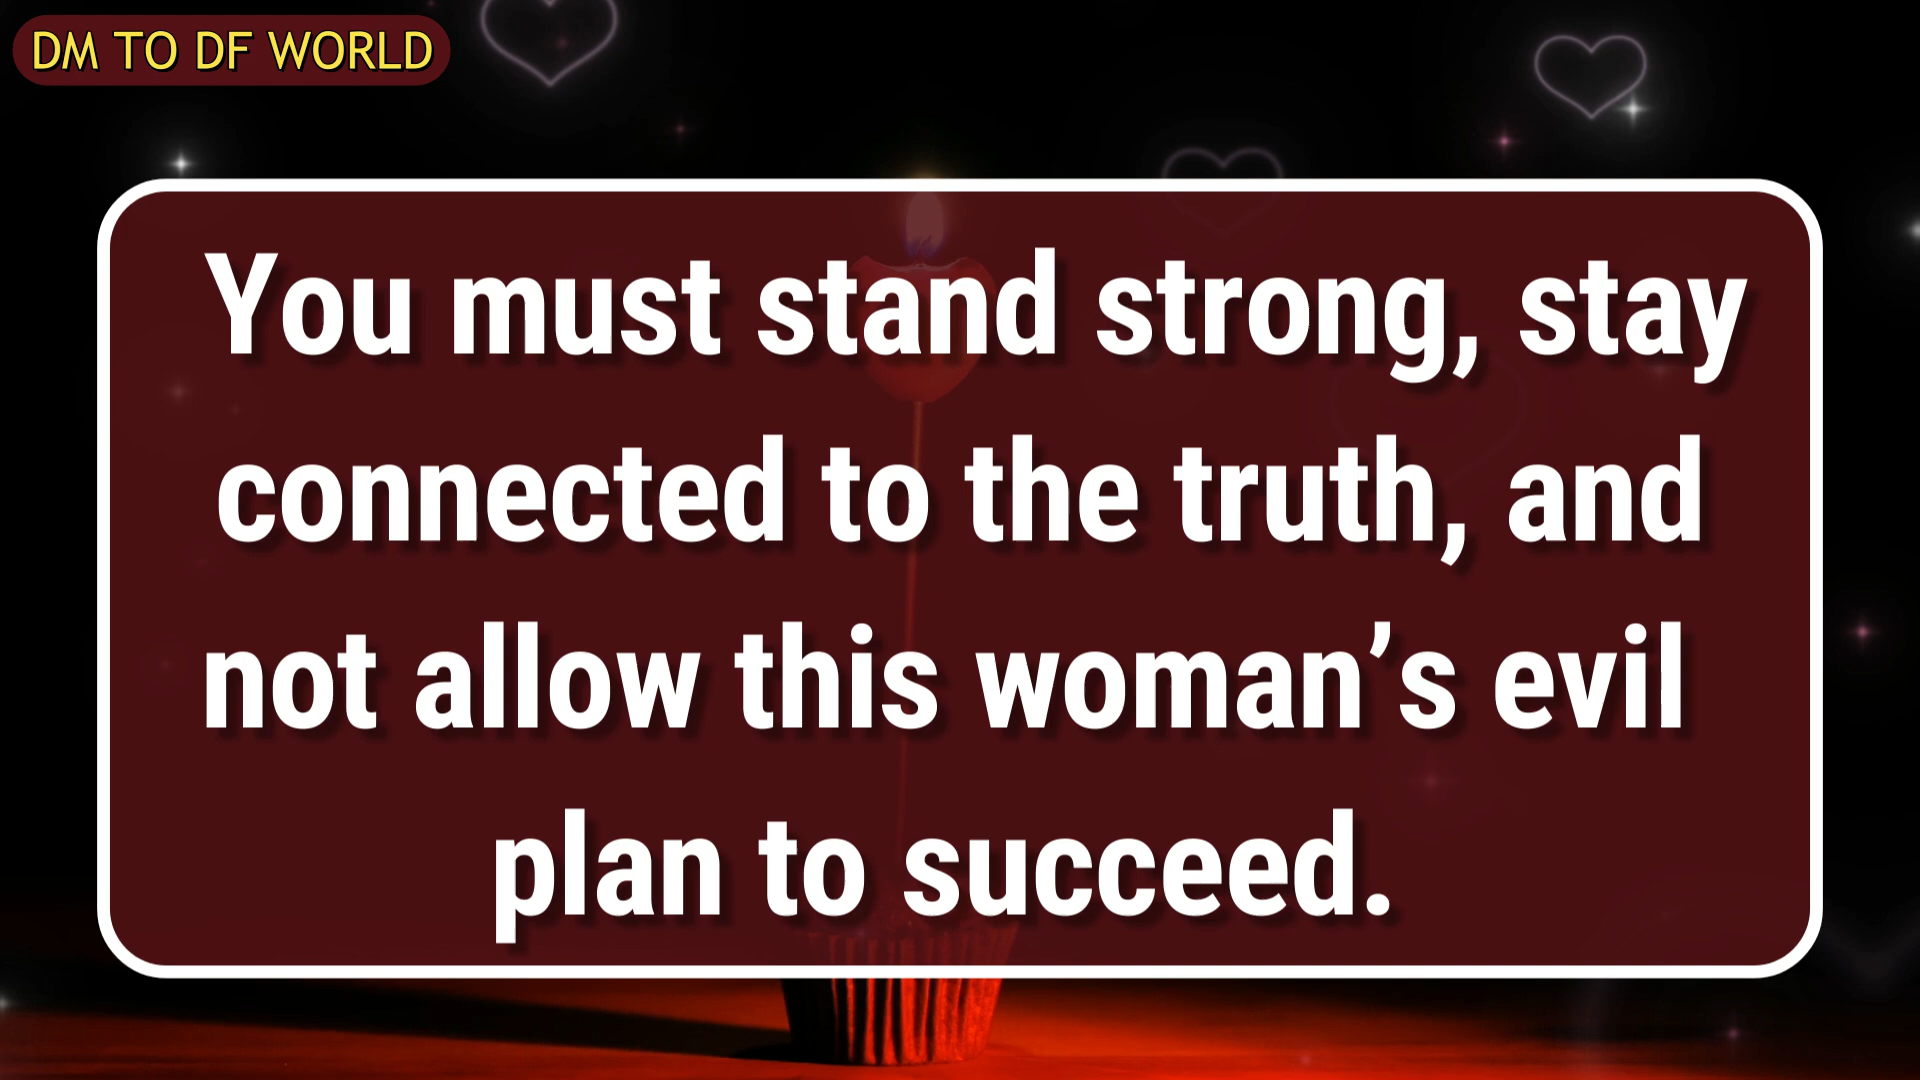 DM TO DF WORLD
You must stand strong, stay
connected to the truth, and
not allow this woman’s evil
plan to succeed.